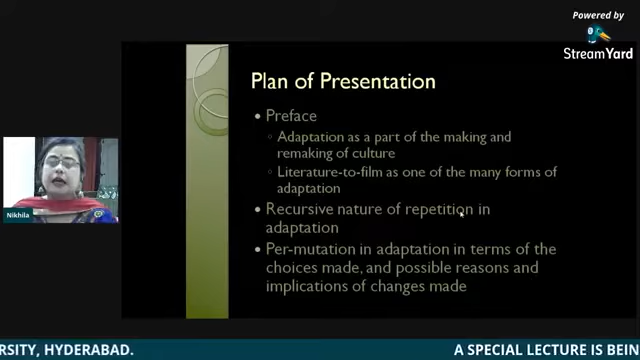 Powered by
StreamYard
Plan of Presentation
Preface
Adaptation as a part of the making and
remaking of culture
Literature-to-film as one of the many forms of
adaptation
Recursive nature of repetition in
adaptation
Per-mutation in adaptation in terms of the
choices made, and possible reasons and
implications of changes made
Nikhila
RSITY, HYDERABAD. A SPECIAL LECTURE IS BEIN